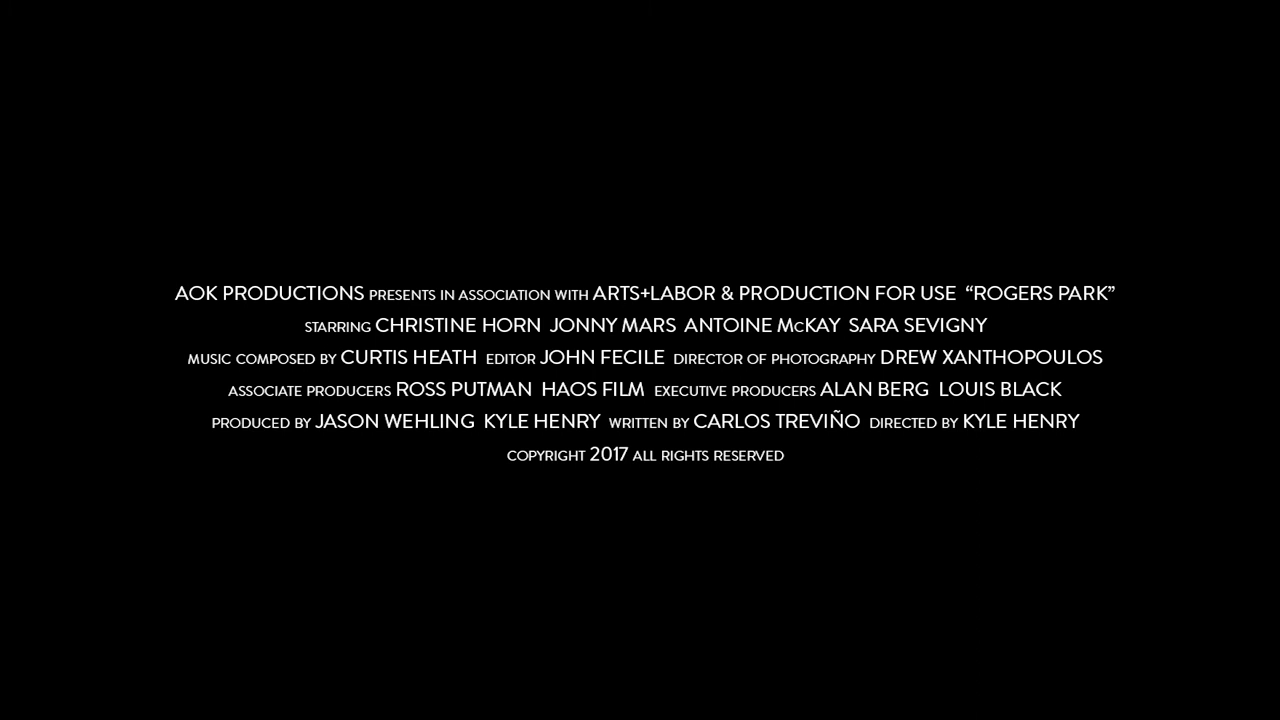 AOK PRODUCTIONS PRESENTS IN ASSOCIATION WITH ARTS+LABOR & PRODUCTION FOR USE “ROGERS PARK”
STARRING CHRISTINE HORN JONNY MARS ANTOINE McKAY SARA SEVIGNY
MUSIC COMPOSED BY CURTIS HEATH EDITOR JOHN FECILE DIRECTOR OF PHOTOGRAPHY DREW XANTHOPOULOS
ASSOCIATE PRODUCERS ROSS PUTMAN HAOS FILM EXECUTIVE PRODUCERS ALAN BERG LOUIS BLACK
PRODUCED BY JASON WEHLING KYLE HENRY WRITTEN BY CARLOS TREVIÑO DIRECTED BY KYLE HENRY
COPYRIGHT 2017 ALL RIGHTS RESERVED